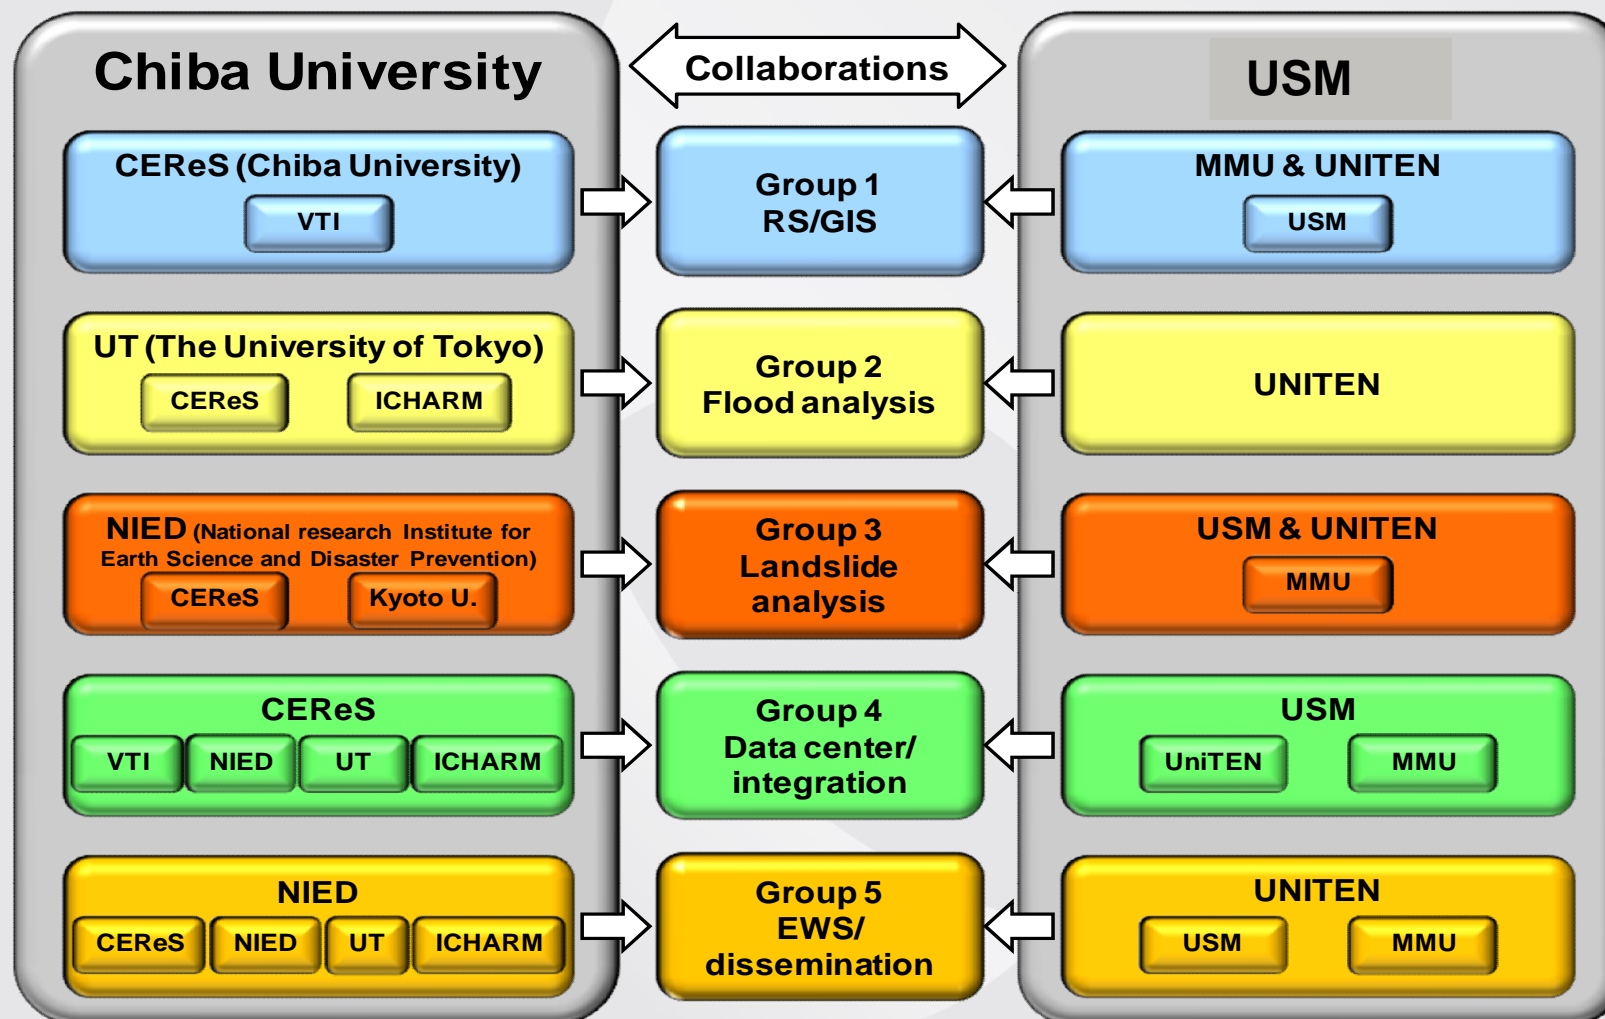 Chiba University
Collaborations
USM
CEReS (Chiba University)
VTI
Group 1
RS/GIS
MMU & UNITEN
USM
UT (The University of Tokyo)
CEReS
ICHARM
Group 2
Flood analysis
UNITEN
NIED (National research Institute for
Earth Science and Disaster Prevention)
CEReS
Kyoto U.
Group 3
Landslide
analysis
USM & UNITEN
MMU
CEReS
VTI
NIED
UT
ICHARM
Group 4
Data center/
integration
USM
UniTEN
MMU
NIED
CEReS
NIED
UT
ICHARM
Group 5
EWS/
dissemination
UNITEN
USM
MMU